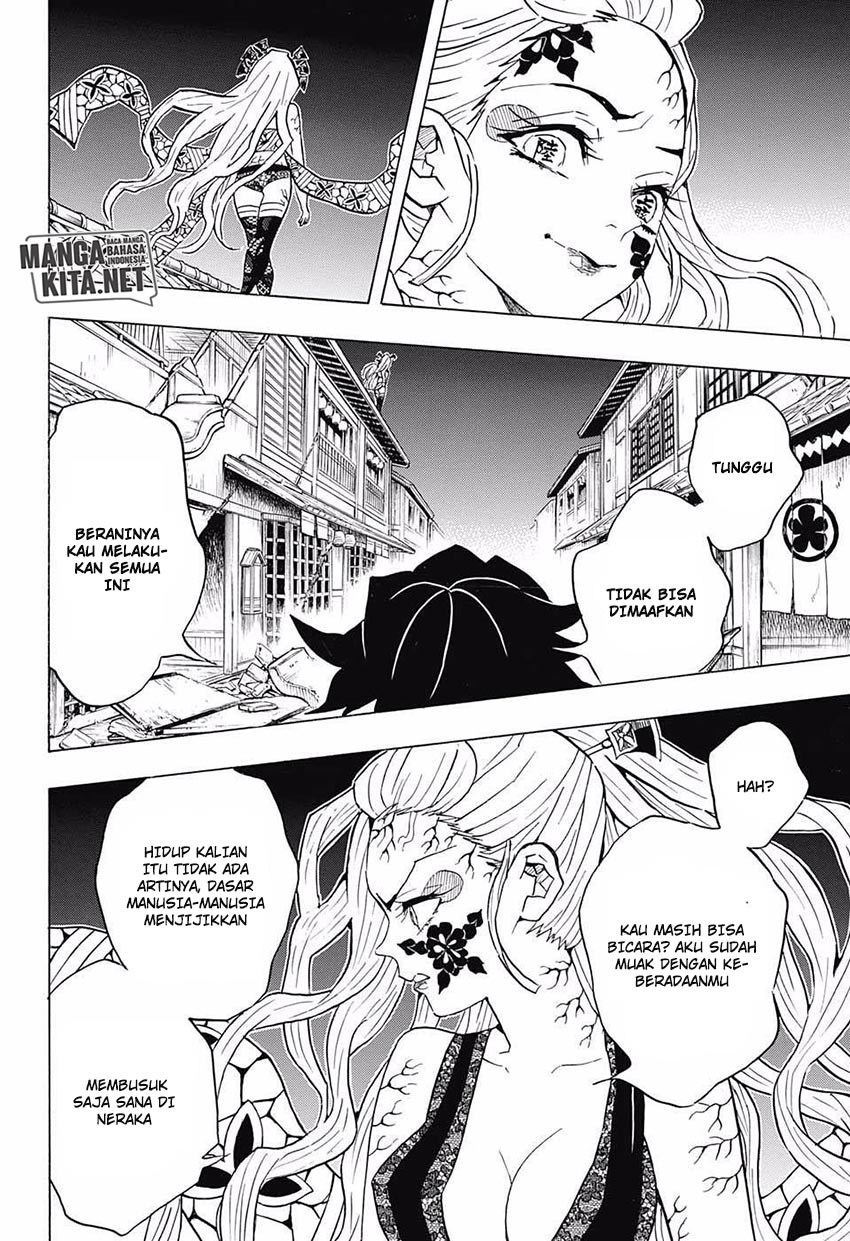 MANGA
KITA.NET
BACA MANGA
BAHASA
INDONESIA
TUNGGU
TIDAK BISA
DIMAAFKAN
BERANINYA
KAU MELAKU-
KAN SEMUA
INI
HAH?
KAU MASIH BISA
BICARA? AKU SUDAH
MUAK DENGAN KE-
BERADAANMU
HIDUP KALIAN
ITU TIDAK ADA
ARTINYA, DASAR
MANUSIA-MANUSIA
MENJIJIKKAN
MEMBUSUK
SAJA SANA DI
NERAKA